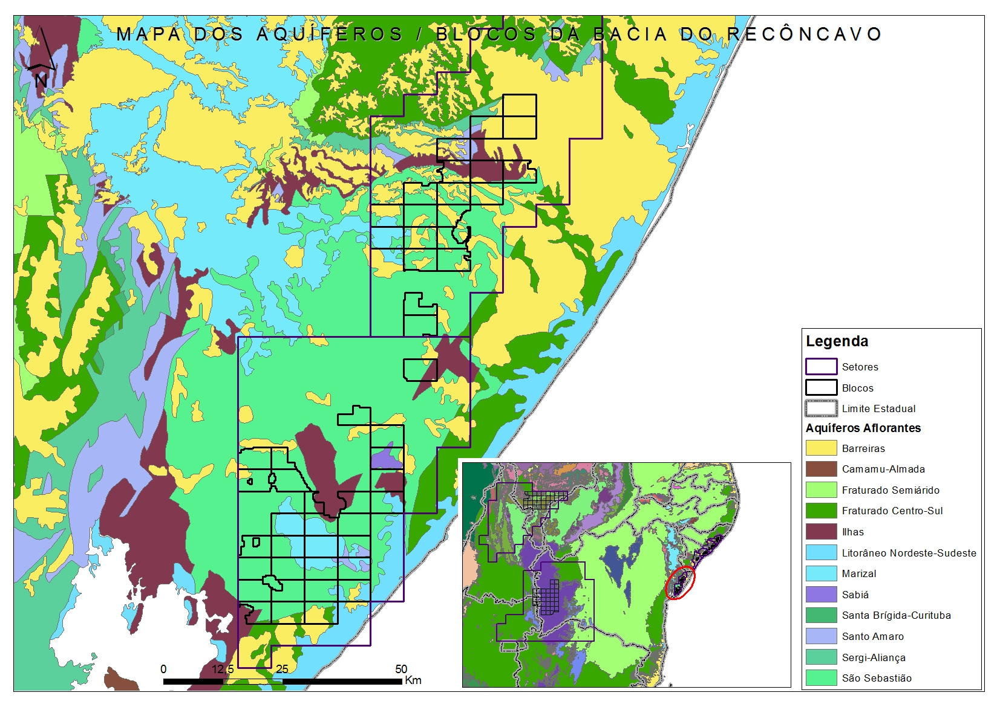 MAPA DOS AQUÍFEROS / BLOCOS DA BACIA DO RECÔNCAVO
N
Legenda
Setores
Blocos
Limite Estadual
Aquíferos Aflorantes
Barreiras
Camamu-Almada
Fraturado Semiárido
Fraturado Centro-Sul
Ilhas
Litorâneo Nordeste-Sudeste
Marizal
Sabiá
Santa Brígida-Curituba
Santo Amaro
Sergi-Aliança
São Sebastião
0 12,5 25 50
Km